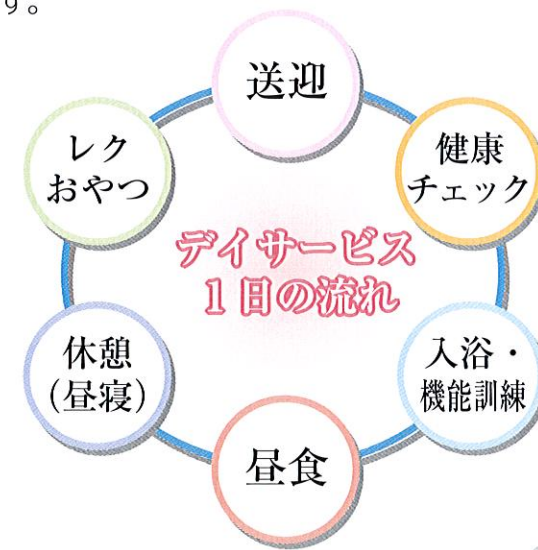 す。
送迎
健康
チェック
入浴・
機能訓練
昼食
休憩
(昼寝)
レク
おやつ
デイサービス
1日の流れ